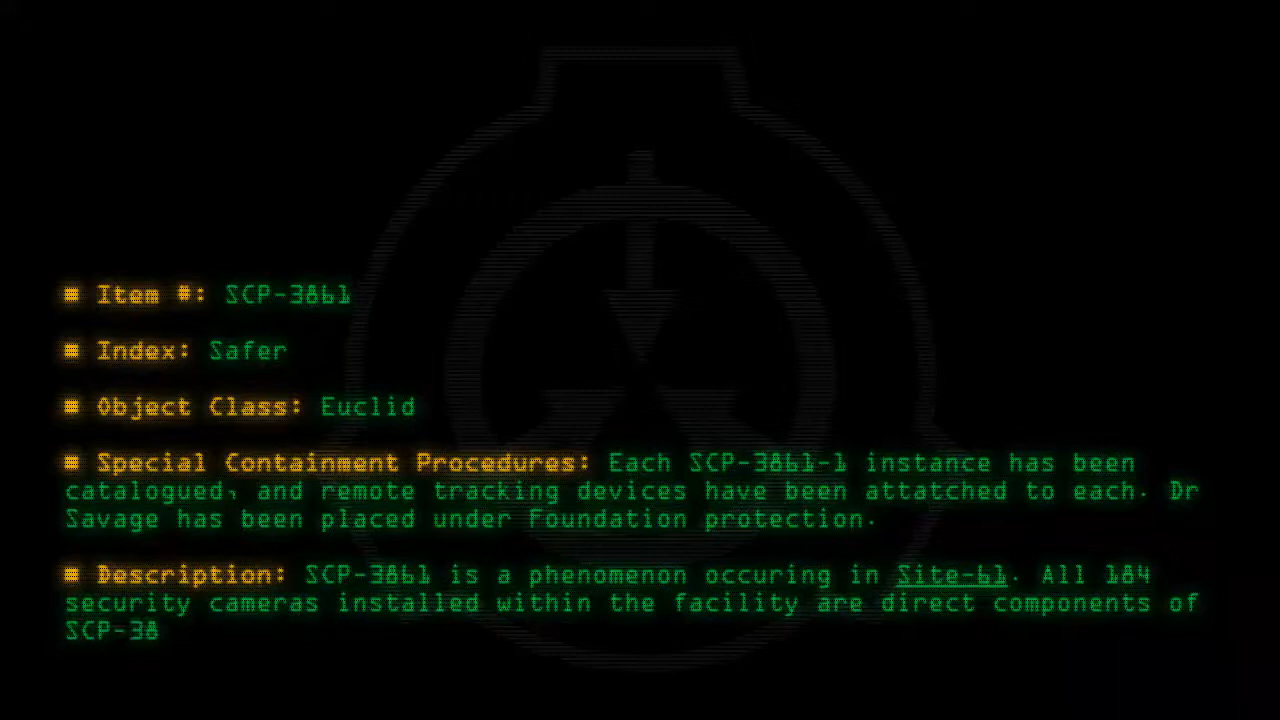 ■ Item #: SCP-3861
■ Index: Safer
■ Object Class: Euclid
■ Special Containment Procedures: Each SCP-3861-1 instance has been
catalogued, and remote tracking devices have been attatched to each. Dr
Savage has been placed under Foundation protection.
■ Description: SCP-3861 is a phenomenon occuring in Site-61. All 184
security cameras installed within the facility are direct components of
SCP-38